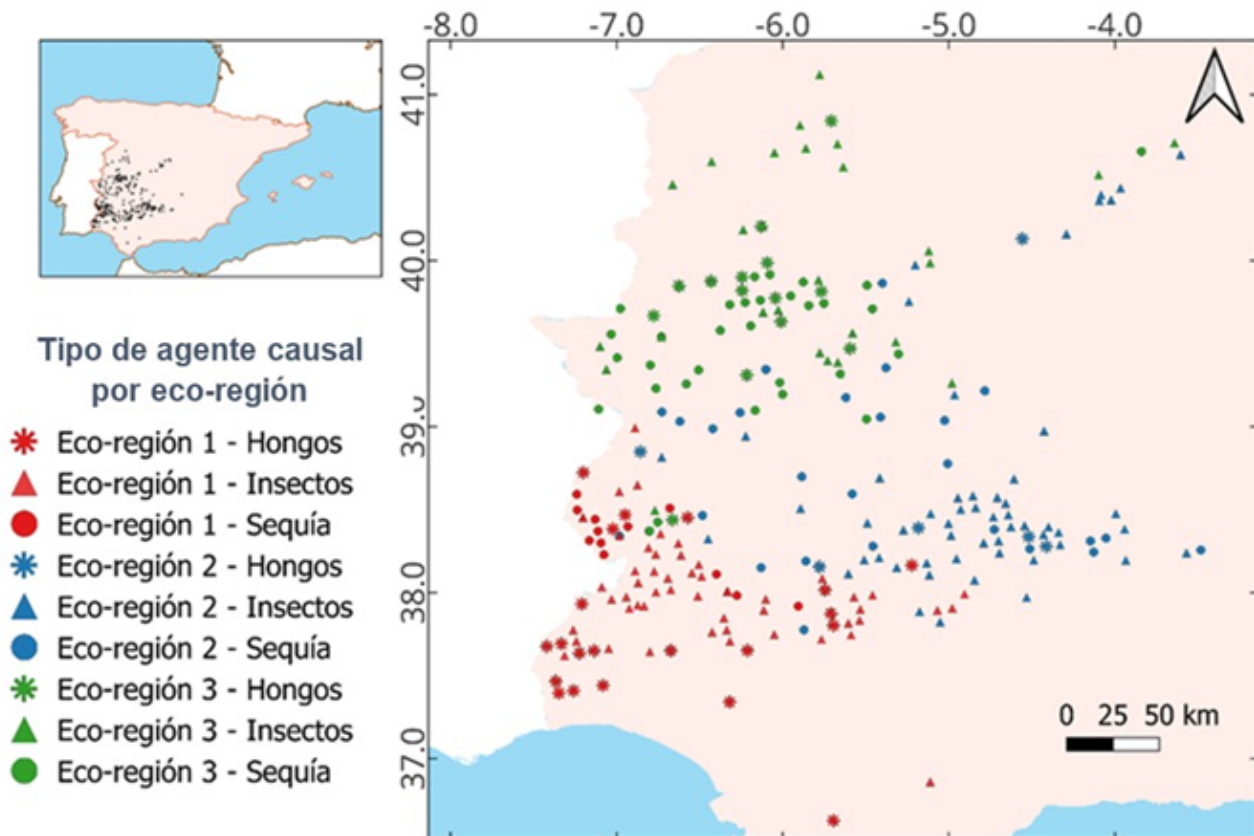 -8.0 -7.0 -6.0 -5.0 -4.0
41.0
40.0
39.0
38.0
37.0
Tipo de agente causal
por eco-región
Eco-región 1 - Hongos
Eco-región 1 - Insectos
Eco-región 1 - Sequía
Eco-región 2 - Hongos
Eco-región 2 - Insectos
Eco-región 2 - Sequía
Eco-región 3 - Hongos
Eco-región 3 - Insectos
Eco-región 3 - Sequía
0 25 50 km